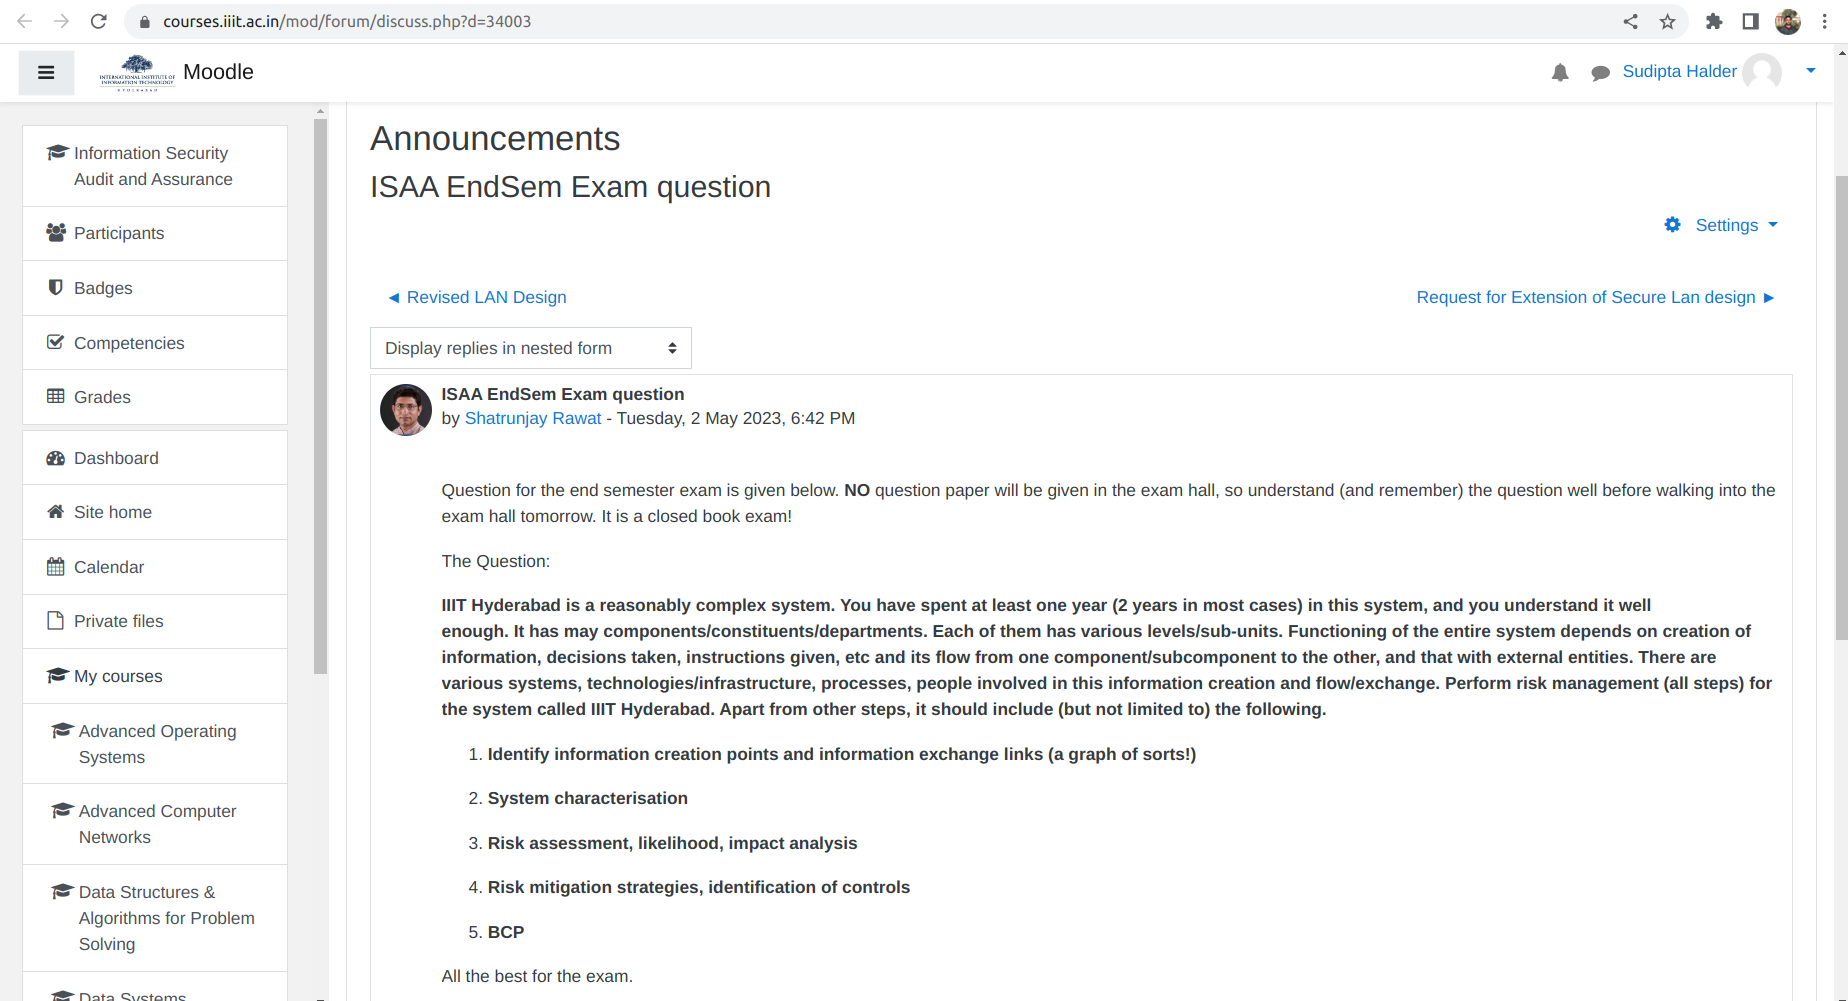 courses.iiit.ac.in/mod/forum/discuss.php?d=34003
INTERNATIONAL INSTITUTE OF
INFORMATION TECHNOLOGY
HYDERABAD
Moodle
Sudipta Halder
Information Security
Audit and Assurance
Participants
Badges
Competencies
Grades
Dashboard
Site home
Calendar
Private files
My courses
Advanced Operating
Systems
Advanced Computer
Networks
Data Structures &
Algorithms for Problem
Solving
Data Systems
Announcements
ISAA EndSem Exam question
Settings
◄ Revised LAN Design
Request for Extension of Secure Lan design ►
Display replies in nested form
ISAA EndSem Exam question
by Shatrunjay Rawat - Tuesday, 2 May 2023, 6:42 PM
Question for the end semester exam is given below. NO question paper will be given in the exam hall, so understand (and remember) the question well before walking into the
exam hall tomorrow. It is a closed book exam!
The Question:
IIIT Hyderabad is a reasonably complex system. You have spent at least one year (2 years in most cases) in this system, and you understand it well
enough. It has may components/constituents/departments. Each of them has various levels/sub-units. Functioning of the entire system depends on creation of
information, decisions taken, instructions given, etc and its flow from one component/subcomponent to the other, and that with external entities. There are
various systems, technologies/infrastructure, processes, people involved in this information creation and flow/exchange. Perform risk management (all steps) for
the system called IIIT Hyderabad. Apart from other steps, it should include (but not limited to) the following.
1. Identify information creation points and information exchange links (a graph of sorts!)
2. System characterisation
3. Risk assessment, likelihood, impact analysis
4. Risk mitigation strategies, identification of controls
5. BCP
All the best for the exam.